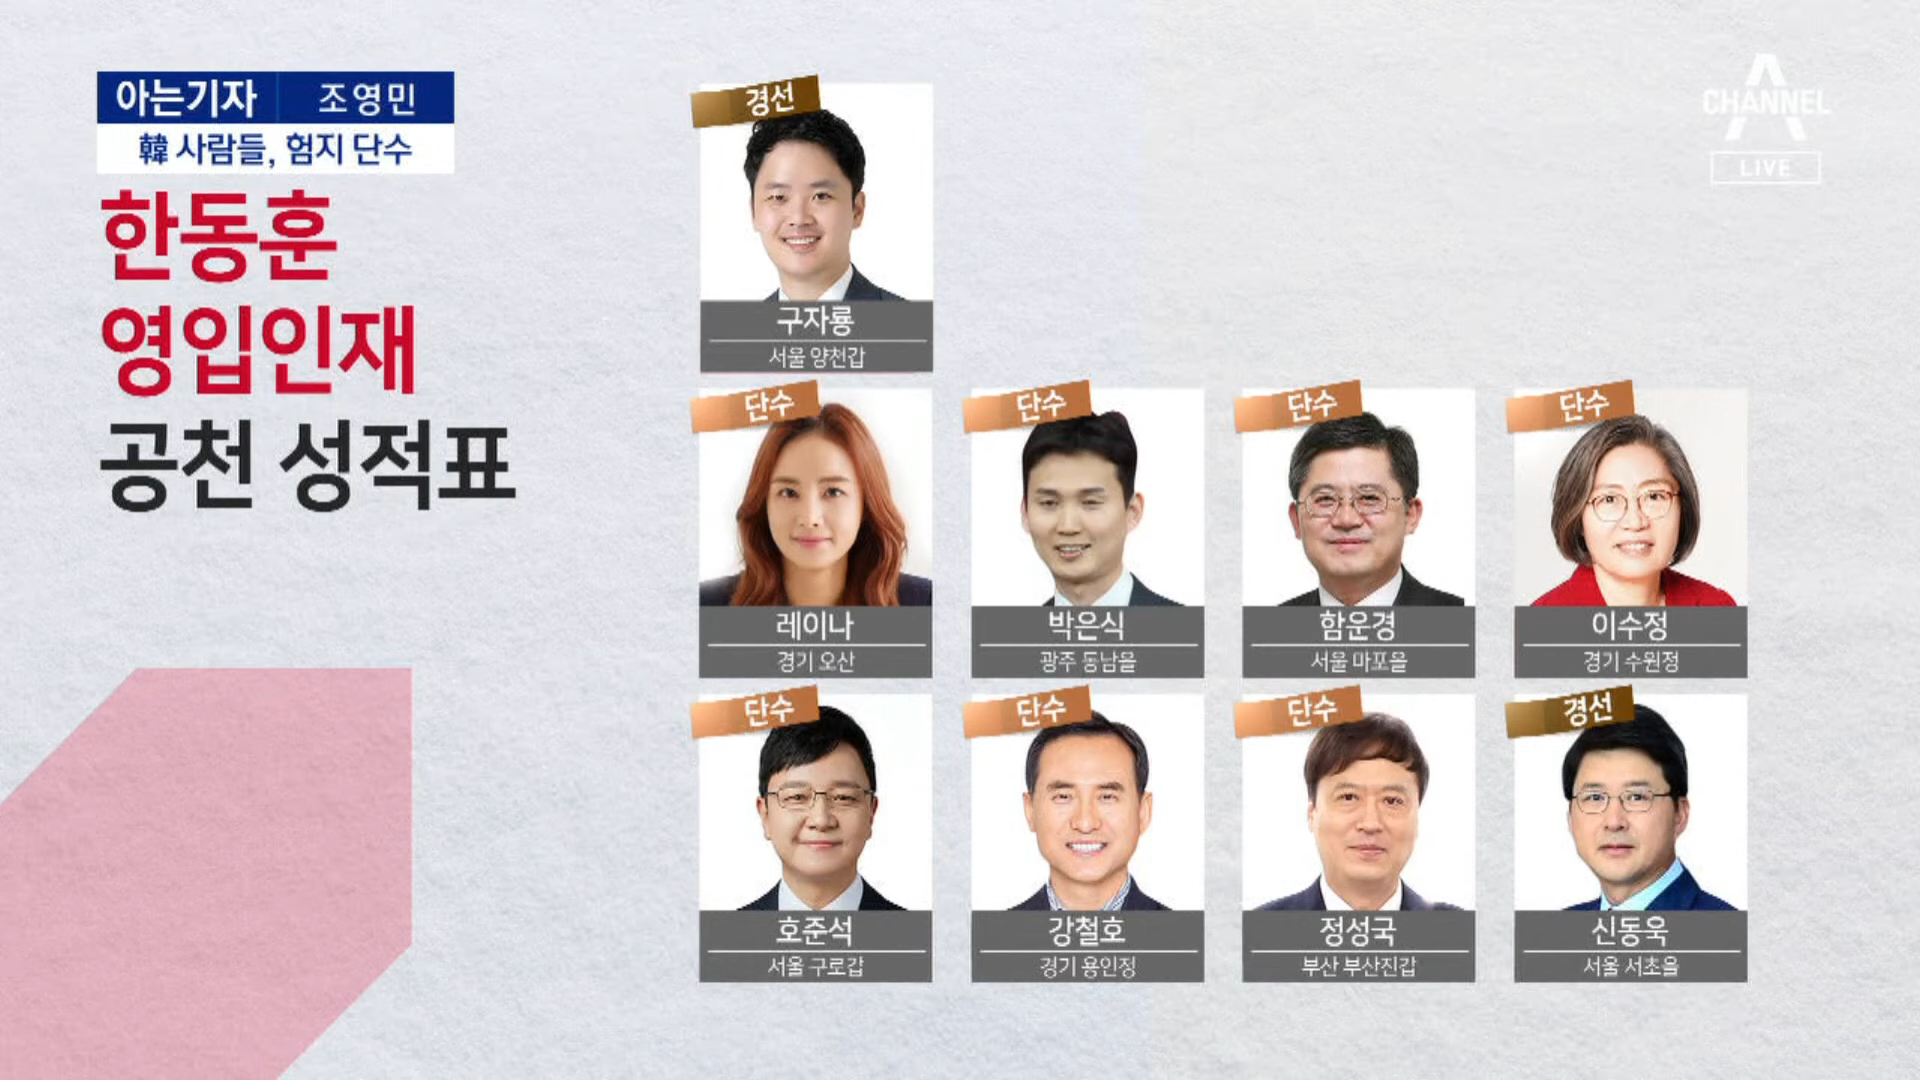 아는기자 조영민
韓 사람들, 험지 단수
한동훈
영입인재
공천 성적표
CHANNEL A
LIVE
경선
구자룡
서울 양천갑
단수
레이나
경기 오산
단수
박은식
광주 동남을
단수
함운경
서울 마포을
단수
이수정
경기 수원정
단수
호준석
서울 구로갑
단수
강철호
경기 용인정
단수
정성국
부산 부산진갑
경선
신동욱
서울 서초을